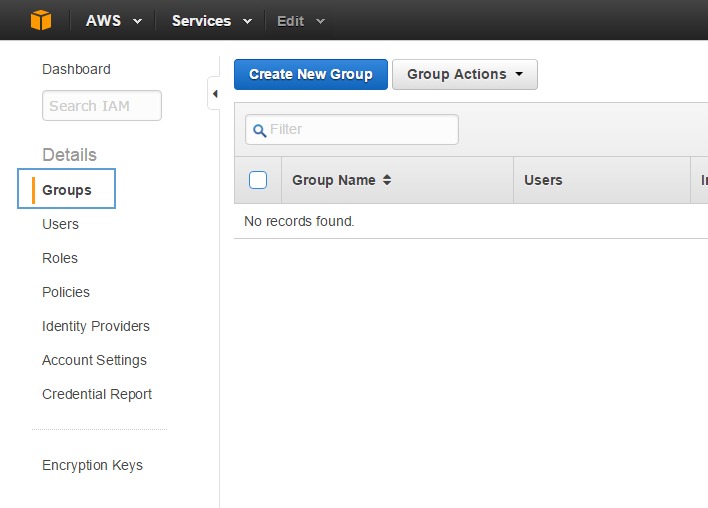 AWS Services Edit
Dashboard
Search IAM
Details
Groups
Users
Roles
Policies
Identity Providers
Account Settings
Credential Report
Encryption Keys
Create New Group Group Actions
Filter
Group Name Users
No records found.